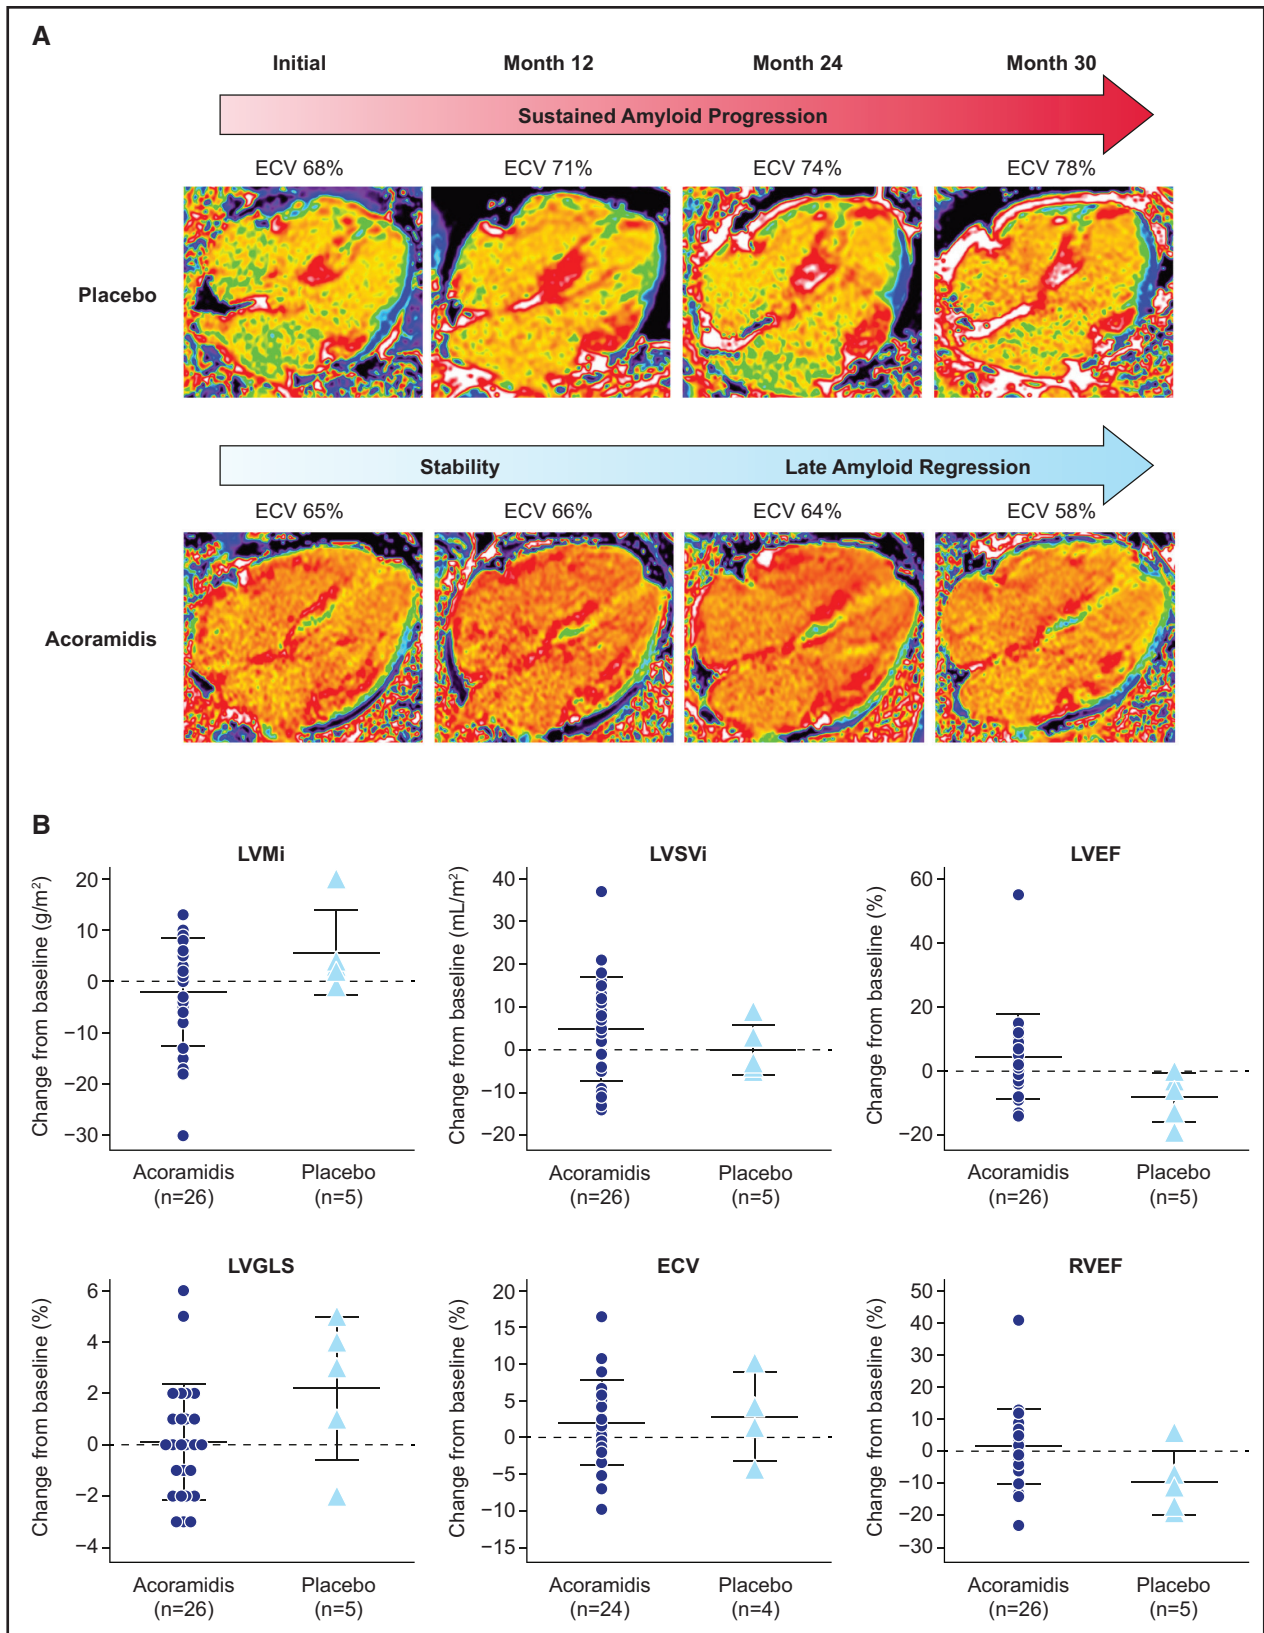 A
Initial Month 12 Month 24 Month 30
Sustained Amyloid Progression
ECV 68% ECV 71% ECV 74% ECV 78%
Placebo
Stability Late Amyloid Regression
ECV 65% ECV 66% ECV 64% ECV 58%
Acoramidis
B
LVMi
Change from baseline (g/m²)
20
10
0
−10
−20
−30
Acoramidis Placebo
(n=26) (n=5)
LVSVi
Change from baseline (mL/m²)
40
30
20
10
0
−10
−20
Acoramidis Placebo
(n=26) (n=5)
LVEF
Change from baseline (%)
60
40
20
0
−20
Acoramidis Placebo
(n=26) (n=5)
LVGLS
Change from baseline (%)
6
4
2
0
−2
−4
Acoramidis Placebo
(n=26) (n=5)
ECV
Change from baseline (%)
20
15
10
5
0
−5
−10
−15
Acoramidis Placebo
(n=24) (n=4)
RVEF
Change from baseline (%)
50
40
30
20
10
0
−10
−20
−30
Acoramidis Placebo
(n=26) (n=5)